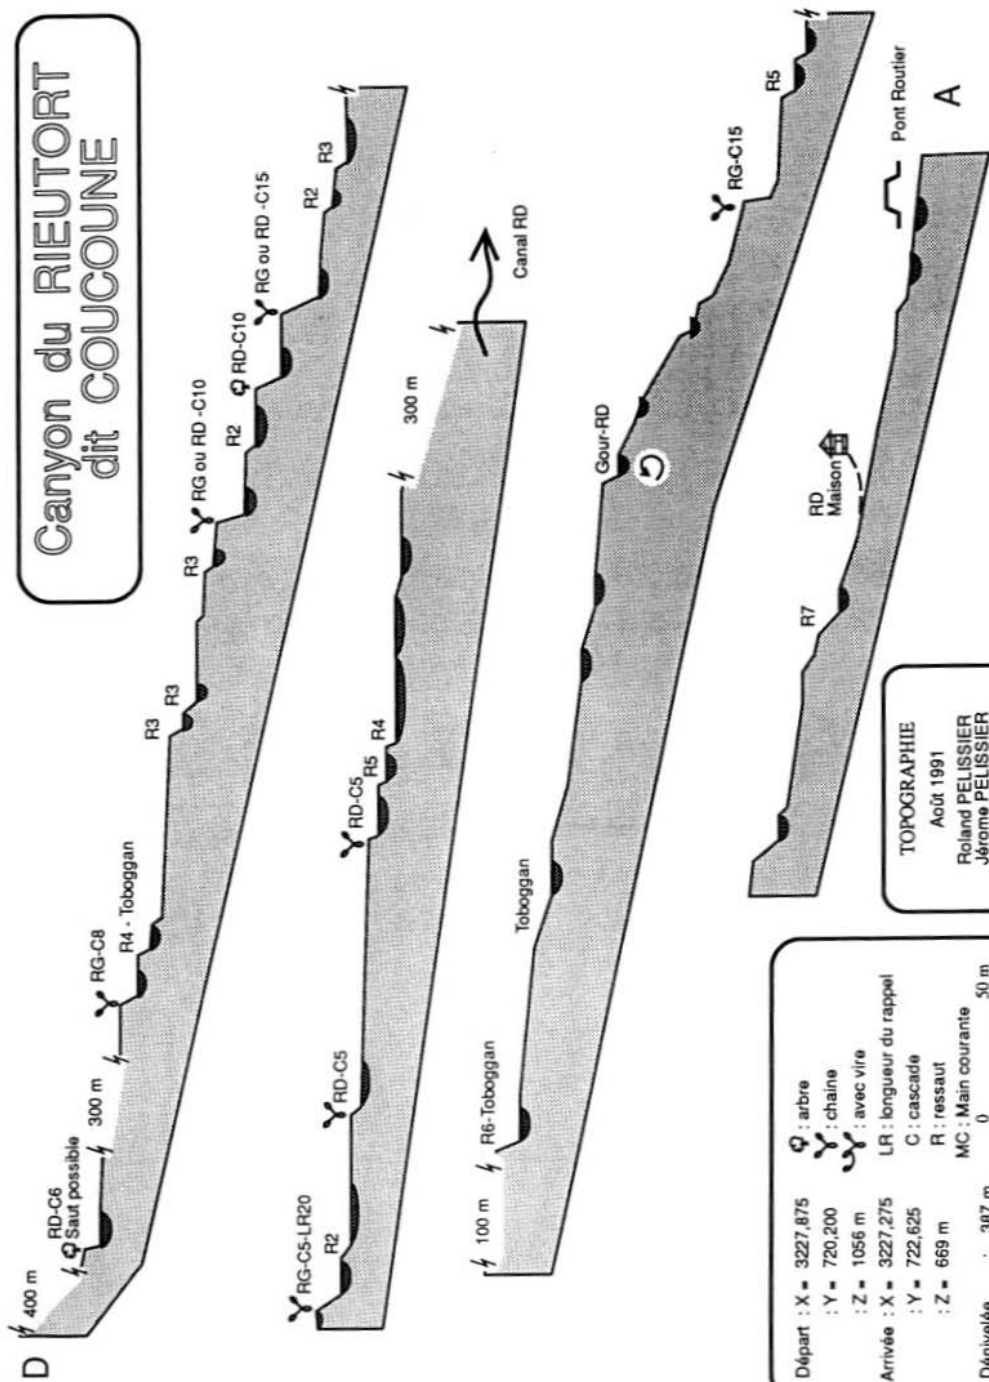 Canyon du RIEUTORT
dit COUCOUNE
D
400 m
RD-C6
Saut possible
300 m
RG-C8
R4 - Toboggan
R3
R3
R3
RG ou RD -C10
R2
RD-C10
RG ou RD -C15
R2
R3
RG-C5-LR20
R2
RD-C5
RD-C5
R5
R4
300 m
Canal RD
100 m
R6-Toboggan
Toboggan
Gour-RD
RG-C15
R5
R7
RD
Maison
Pont Routier
A
TOPOGRAPHIE
Août 1991
Roland PELISSIER
Jérome PELISSIER
Départ : X = 3227,875
: Y = 720,200
: Z = 1056 m
Arrivée : X = 3227,275
: Y = 722,625
: Z = 669 m
Dénivelée : 387 m
: arbre
: chaine
: avec vire
LR : longueur du rappel
C : cascade
R : ressaut
MC : Main courante
0 50 m